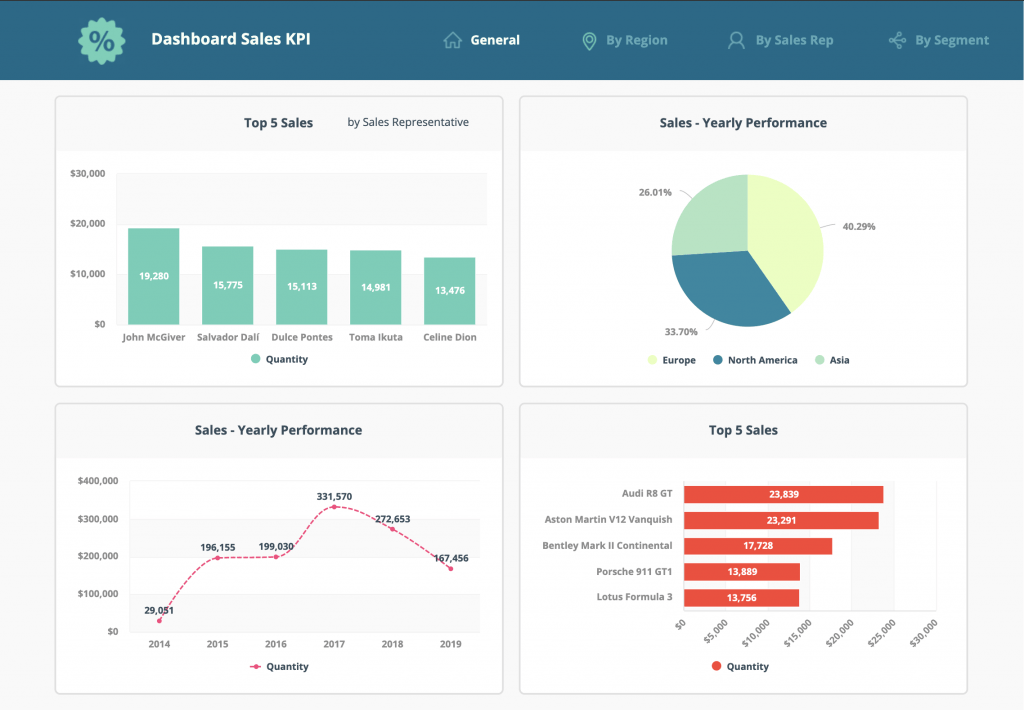 %
Dashboard Sales KPI
General
By Region
By Sales Rep
By Segment
Top 5 Sales by Sales Representative
$30,000
$20,000
$10,000
$0
19,280
15,775
15,113
14,981
13,476
John McGiver
Salvador Dalí
Dulce Pontes
Toma Ikuta
Celine Dion
Quantity
Sales - Yearly Performance
26.01%
40.29%
33.70%
Europe
North America
Asia
Sales - Yearly Performance
$400,000
$300,000
$200,000
$100,000
$0
29,051
196,155
199,030
331,570
272,653
167,456
2014
2015
2016
2017
2018
2019
Quantity
Top 5 Sales
Audi R8 GT
23,839
Aston Martin V12 Vanquish
23,291
Bentley Mark II Continental
17,728
Porsche 911 GT1
13,889
Lotus Formula 3
13,756
$0
$5,000
$10,000
$15,000
$20,000
$25,000
$30,000
Quantity